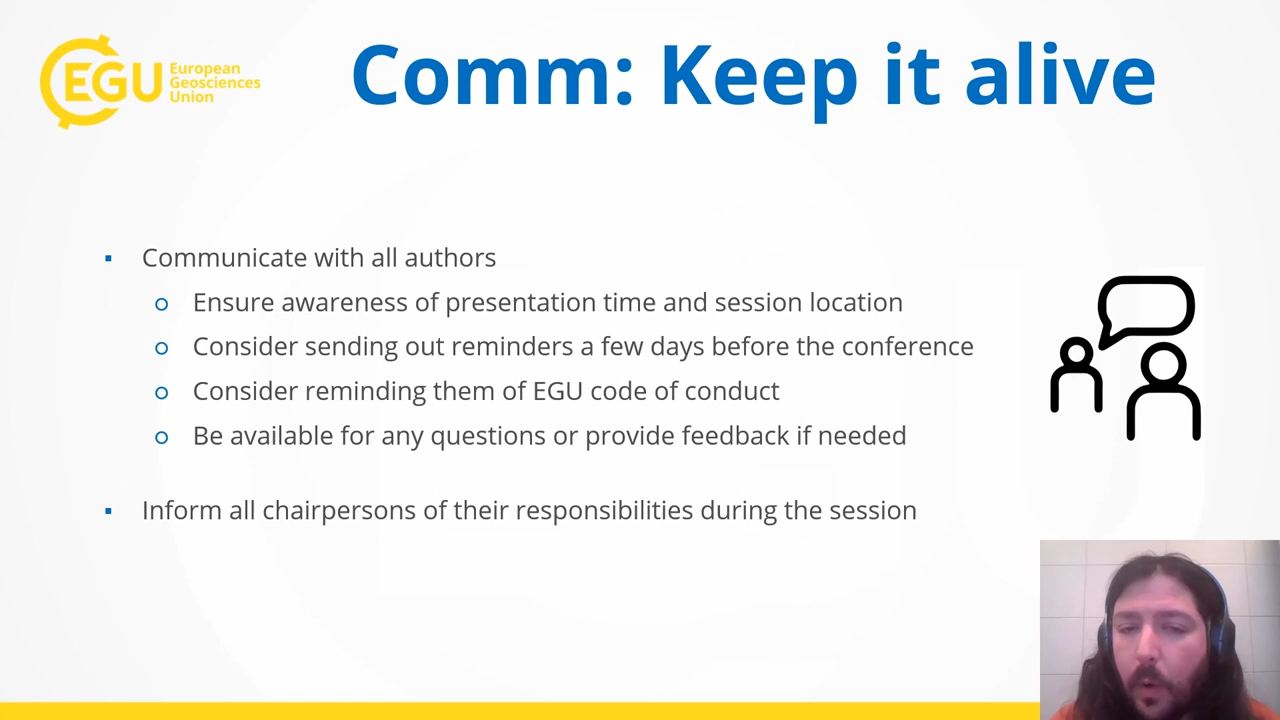 EGU
European
Geosciences
Union
Comm: Keep it alive
Communicate with all authors
Ensure awareness of presentation time and session location
Consider sending out reminders a few days before the conference
Consider reminding them of EGU code of conduct
Be available for any questions or provide feedback if needed
Inform all chairpersons of their responsibilities during the session